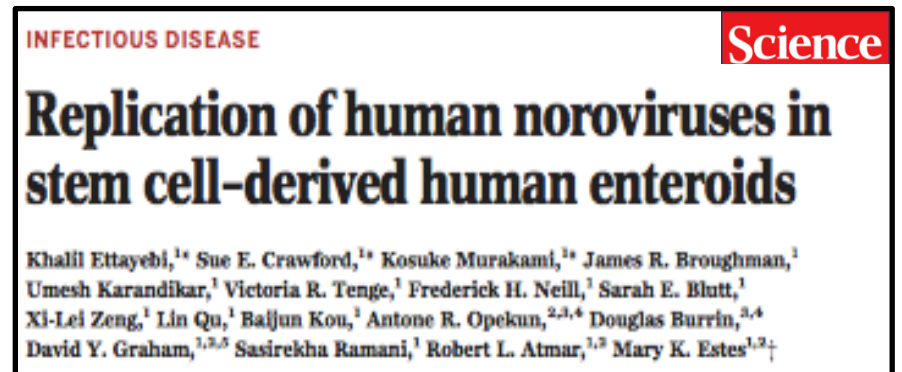 INFECTIOUS DISEASE
Science
Replication of human noroviruses in
stem cell–derived human enteroids
Khalil Ettayebi,¹* Sue E. Crawford,¹* Kosuke Murakami,¹* James R. Broughman,¹
Umesh Karandikar,¹ Victoria R. Tenge,¹ Frederick H. Neill,¹ Sarah E. Blutt,¹
Xi-Lei Zeng,¹ Lin Qu,¹ Baijun Kou,¹ Antone R. Opekun,²,³,⁴ Douglas Burrin,³,⁴
David Y. Graham,¹,²,⁵ Sasirekha Ramani,¹ Robert L. Atmar,¹,² Mary K. Estes¹,²†